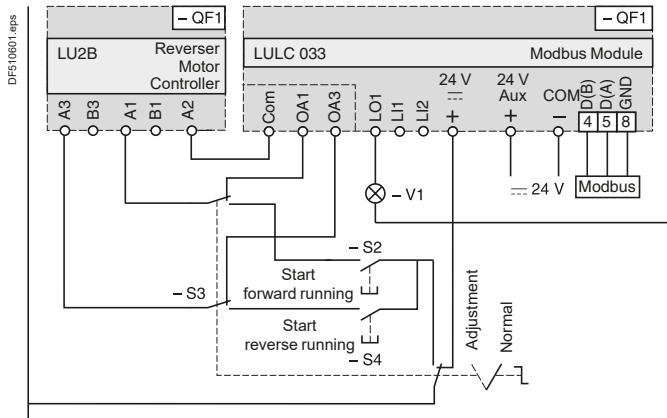 DF510601.eps
– QF1
– QF1
LU2B
Reverser
Motor
Controller
LULC 033
Modbus Module
A3
B3
A1
B1
A2
Com
OA1
OA3
LO1
LI1
LI2
24 V
+
24 V
Aux
+
COM
–
D(B)
D(A)
GND
4
5
8
Modbus
24 V
– V1
– S2
Start
forward running
– S3
Start
reverse running
– S4
Adjustment
Normal